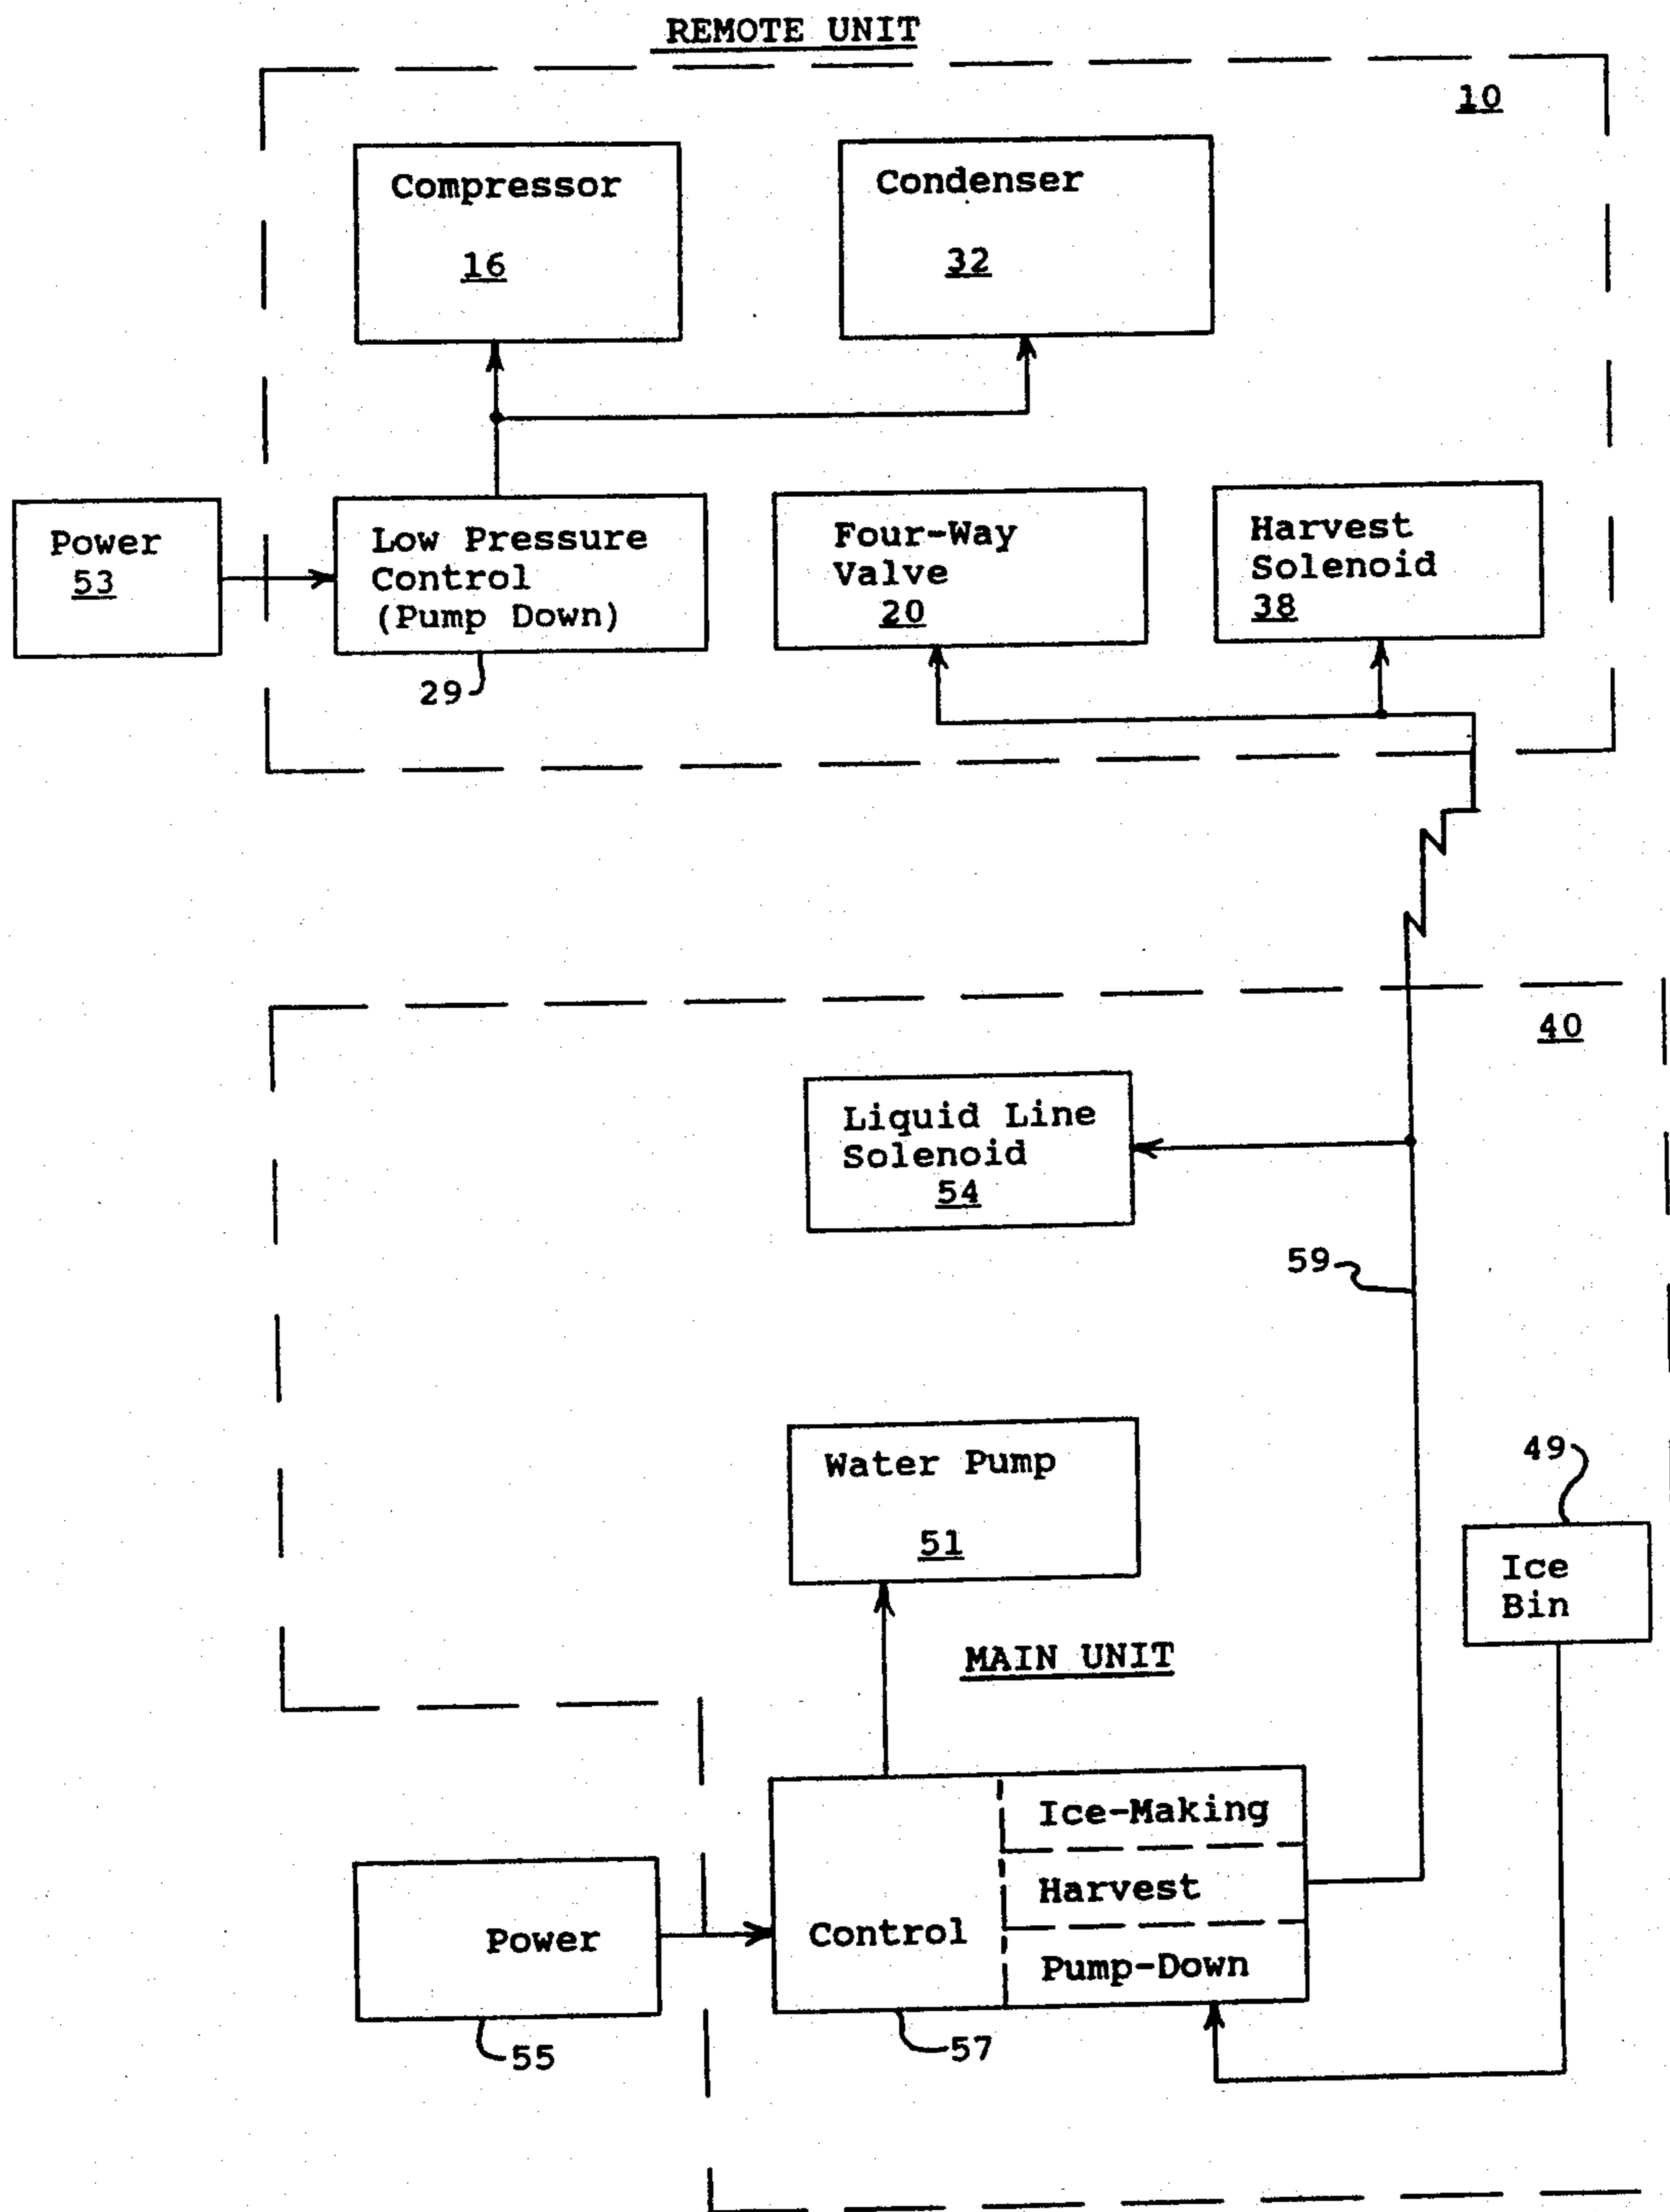 REMOTE UNIT
10
Compressor
16
Condenser
32
Power
53
Low Pressure
Control
(Pump Down)
29
Four-Way
Valve
20
Harvest
Solenoid
38
40
Liquid Line
Solenoid
54
59
Water Pump
51
49
Ice
Bin
MAIN UNIT
Power
55
Control
Ice-Making
Harvest
Pump-Down
57